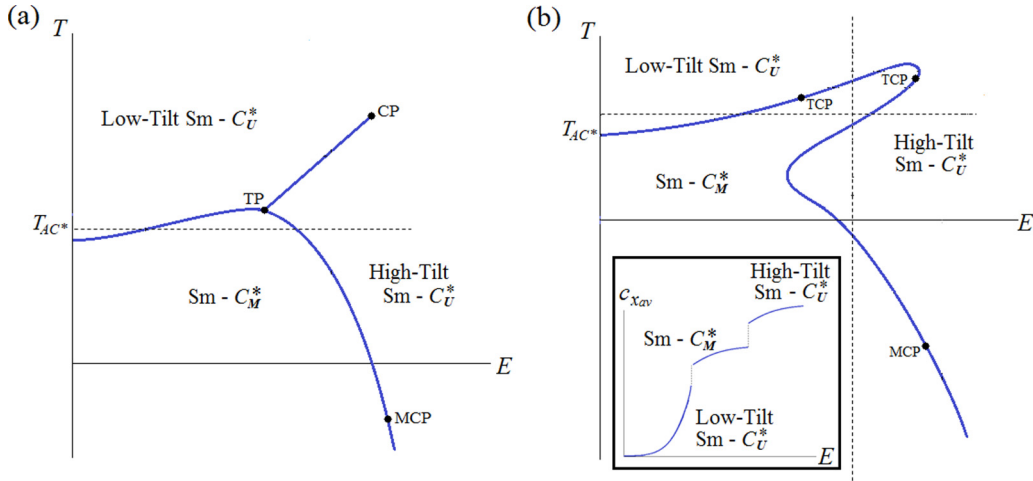 (a)
T
Low-Tilt Sm - C*U
CP
TP
TAC*
High-Tilt
Sm - C*U
Sm - C*M
E
MCP
(b)
T
Low-Tilt Sm - C*U
TCP
TCP
TAC*
High-Tilt
Sm - C*U
Sm - C*M
E
cxav
High-Tilt
Sm - C*U
Sm - C*M
Low-Tilt
Sm - C*U
E
MCP